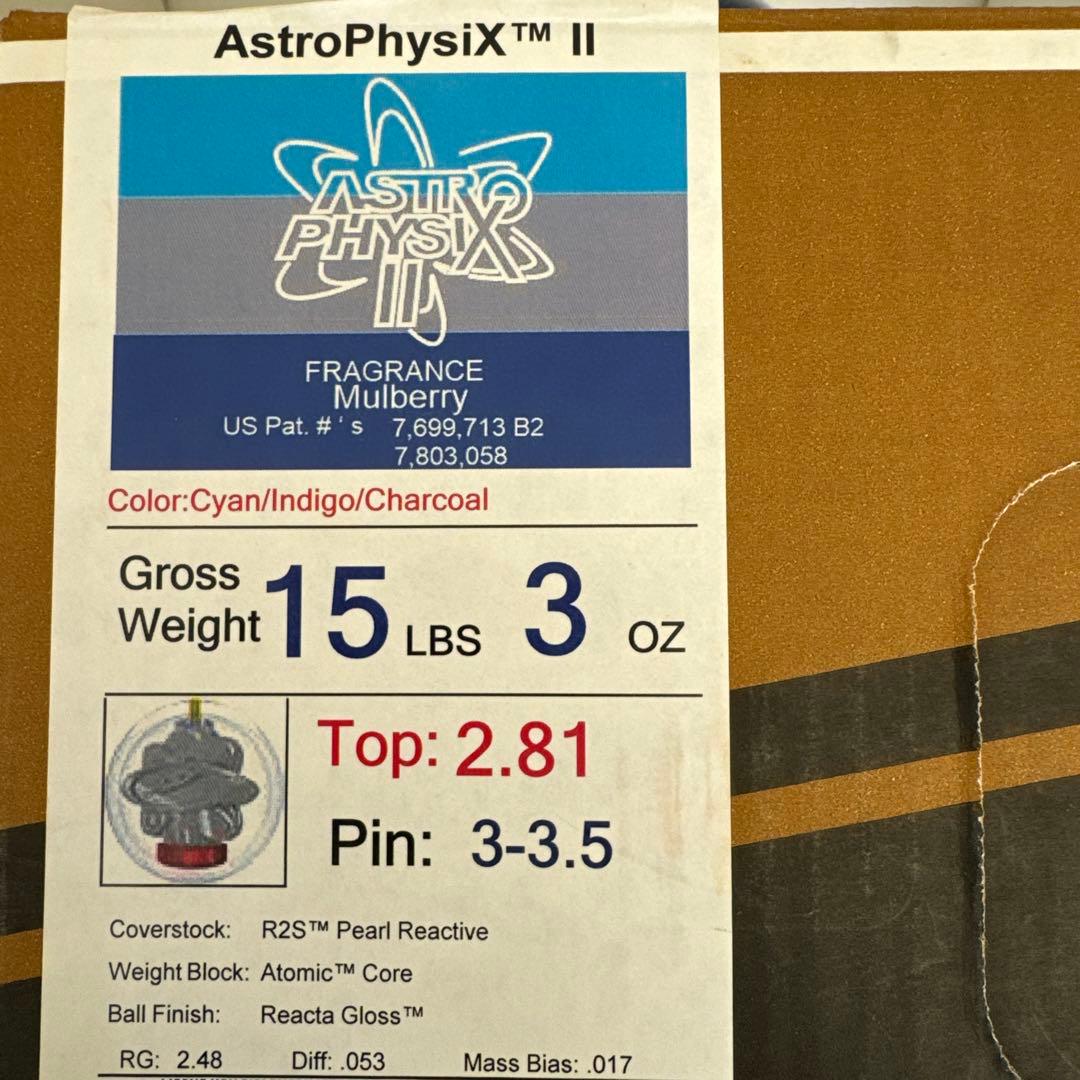 AstroPhysiX™ II
ASTRO
PHYSIX
II
FRAGRANCE
Mulberry
US Pat. # ' s 7,699,713 B2
7,803,058
Color:Cyan/Indigo/Charcoal
Gross
Weight 15 LBS 3 OZ
Top: 2.81
Pin: 3-3.5
Coverstock: R2S™ Pearl Reactive
Weight Block: Atomic™ Core
Ball Finish: Reacta Gloss™
RG: 2.48 Diff: .053 Mass Bias: .017